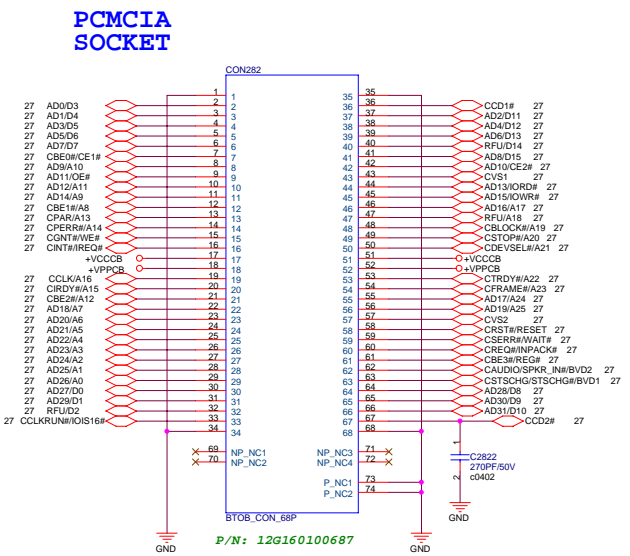 PCMCIA
SOCKET
CON282
1 1 35 35
27 AD0/D3 2 2 36 36 CCD1# 27
27 AD1/D4 3 3 37 37 AD2/D11 27
27 AD3/D5 4 4 38 38 AD4/D12 27
27 AD5/D6 5 5 39 39 AD6/D13 27
27 AD7/D7 6 6 40 40 RFU/D14 27
27 CBE0#/CE1# 7 7 41 41 AD8/D15 27
27 AD9/A10 8 8 42 42 AD10/CE2# 27
27 AD11/OE# 9 9 43 43 CVS1 27
27 AD12/A11 10 10 44 44 AD13/IORD# 27
27 AD14/A9 11 11 45 45 AD15/IOWR# 27
27 CBE1#/A8 12 12 46 46 AD16/A17 27
27 CPAR/A13 13 13 47 47 RFU/A18 27
27 CPERR#/A14 14 14 48 48 CBLOCK#/A19 27
27 CGNT#/WE# 15 15 49 49 CSTOP#/A20 27
27 CINT#/IREQ# 16 16 50 50 CDEVSEL#/A21 27
+VCCCB 17 17 51 51 +VCCCB
+VPPCB 18 18 52 52 +VPPCB
27 CCLK/A16 19 19 53 53 CTRDY#/A22 27
27 CIRDY#/A15 20 20 54 54 CFRAME#/A23 27
27 CBE2#/A12 21 21 55 55 AD17/A24 27
27 AD18/A7 22 22 56 56 AD19/A25 27
27 AD20/A6 23 23 57 57 CVS2 27
27 AD21/A5 24 24 58 58 CRST#/RESET 27
27 AD22/A4 25 25 59 59 CSERR#/WAIT# 27
27 AD23/A3 26 26 60 60 CREQ#/INPACK# 27
27 AD24/A2 27 27 61 61 CBE3#/REG# 27
27 AD25/A1 28 28 62 62 CAUDIO/SPKR_IN#/BVD2 27
27 AD26/A0 29 29 63 63 CSTSCHG/STSCHG#/BVD1 27
27 AD27/D0 30 30 64 64 AD28/D8 27
27 AD29/D1 31 31 65 65 AD30/D9 27
27 RFU/D2 32 32 66 66 AD31/D10 27
27 CCLKRUN#/IOIS16# 33 33 67 67 CCD2# 27
34 34 68 68
69 NP_NC1 NP_NC3 71
70 NP_NC2 NP_NC4 72
P_NC1 73
P_NC2 74
1
C2822
270PF/50V
c0402
2
BTOB_CON_68P
P/N: 12G160100687
GND
GND
GND